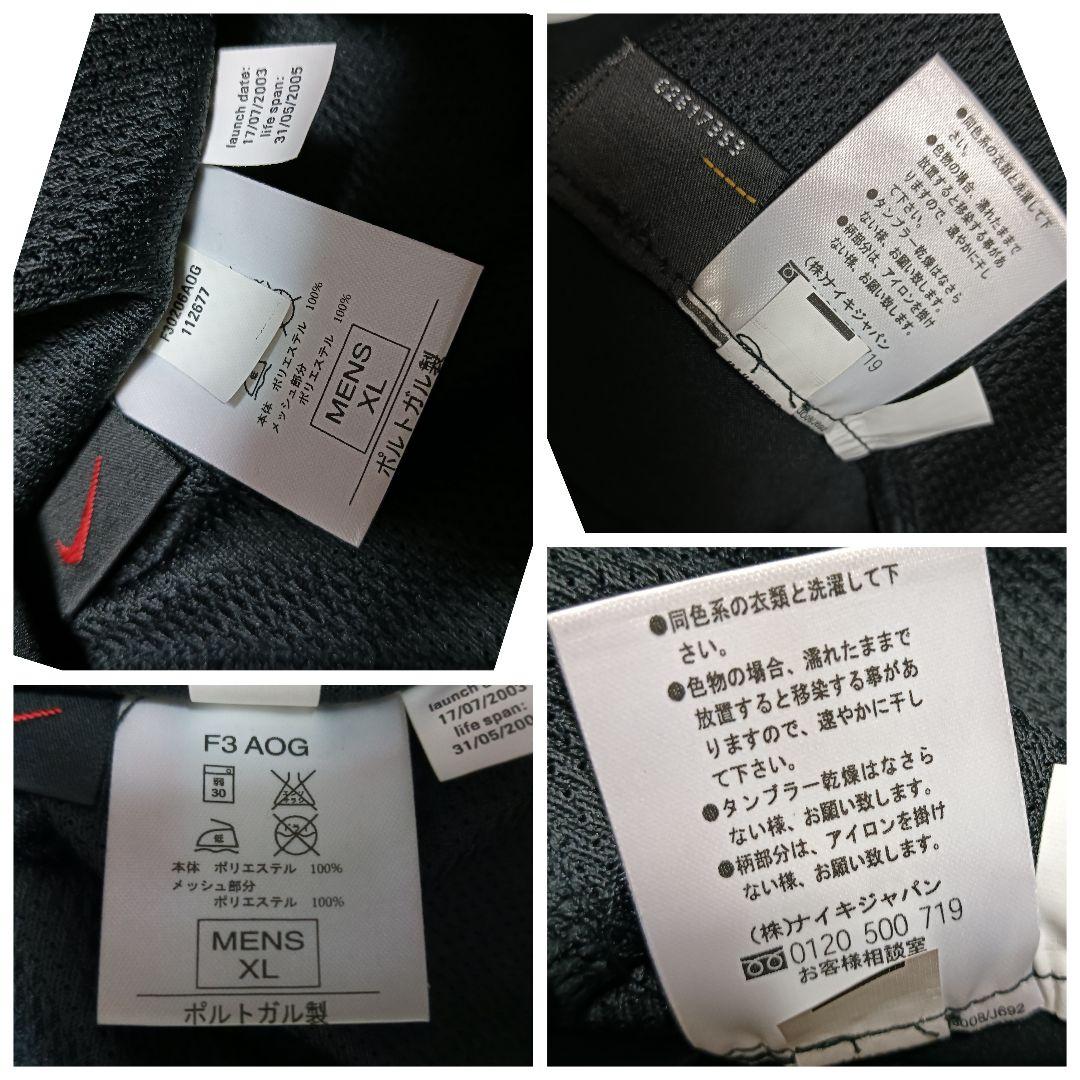 launch date:
17/07/2003
life span:
31/05/2005
F30206AOG
112677
本体 ポリエステル 100%
メッシュ部分
ポリエステル 100%
MENS
XL
ポルトガル製
●同色系の衣類と洗濯して下
さい。
●色物の場合、濡れたままで
放置すると移染する事があ
りますので、速やかに干し
て下さい。
●タンブラー乾燥はなさら
ない様、お願い致します。
●柄部分は、アイロンを掛け
ない様、お願い致します。
(株)ナイキジャパン
719
launch
17/07/2003
life span:
31/05/200
F3 AOG
弱
30
低
本体 ポリエステル 100%
メッシュ部分
ポリエステル 100%
MENS
XL
ポルトガル製
●同色系の衣類と洗濯して下
さい。
●色物の場合、濡れたままで
放置すると移染する事があ
りますので、速やかに干し
て下さい。
●タンブラー乾燥はなさら
ない様、お願い致します。
●柄部分は、アイロンを掛け
ない様、お願い致します。
(株)ナイキジャパン
0120 500 719
お客様相談室
3008/J692